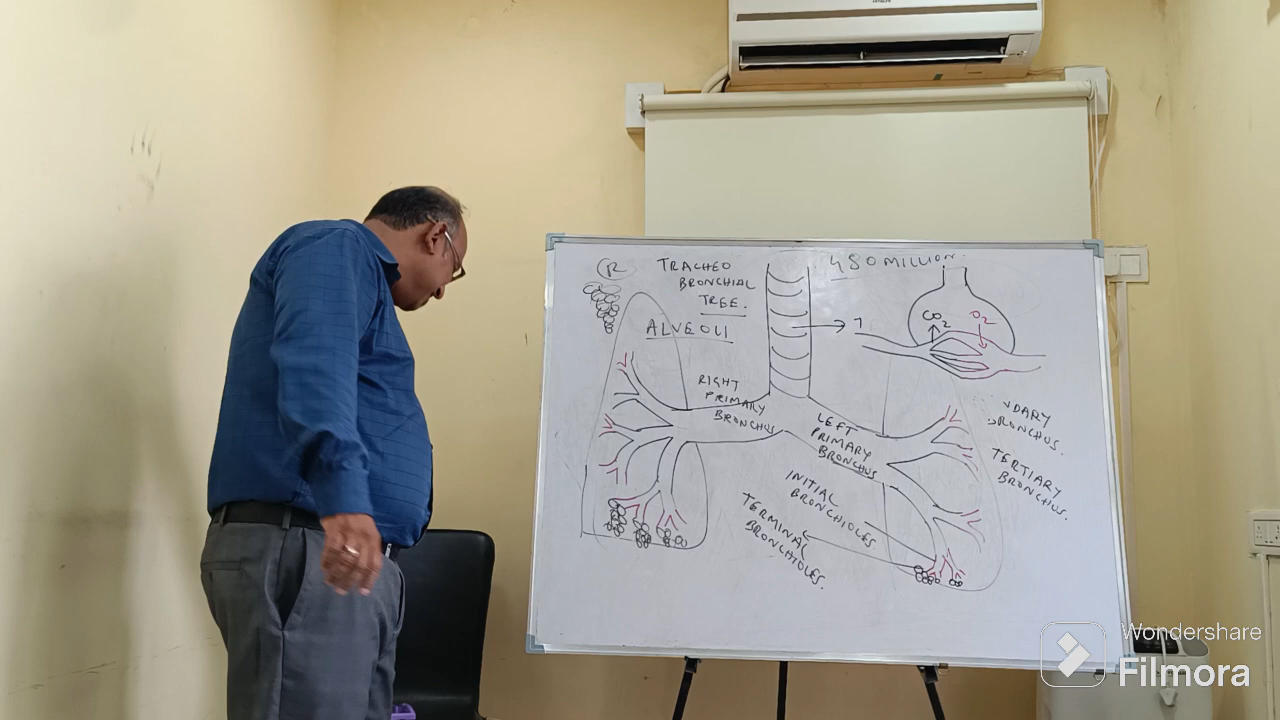 R
TRACHEO
BRONCHIAL
TREE.
ALVEOLI
480 MILLION.
CO2
O2
RIGHT
PRIMARY
BRONCHUS
LEFT
PRIMARY
BRONCHUS
DARY
BRONCHUS.
TERTIARY
BRONCHUS.
INITIAL
BRONCHIOLES
TERMINAL
BRONCHIOLES.
Wondershare
Filmora